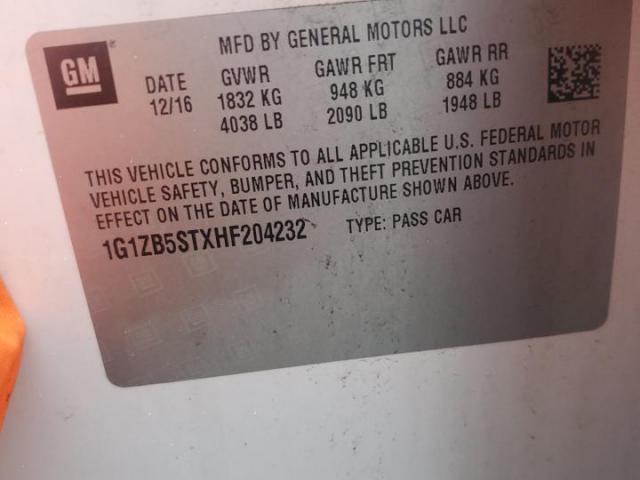 GM
MFD BY GENERAL MOTORS LLC
DATE GVWR GAWR FRT GAWR RR
12/16 1832 KG 948 KG 884 KG
4038 LB 2090 LB 1948 LB
THIS VEHICLE CONFORMS TO ALL APPLICABLE U.S. FEDERAL MOTOR
VEHICLE SAFETY, BUMPER, AND THEFT PREVENTION STANDARDS IN
EFFECT ON THE DATE OF MANUFACTURE SHOWN ABOVE.
1G1ZB5STXHF204232 TYPE: PASS CAR